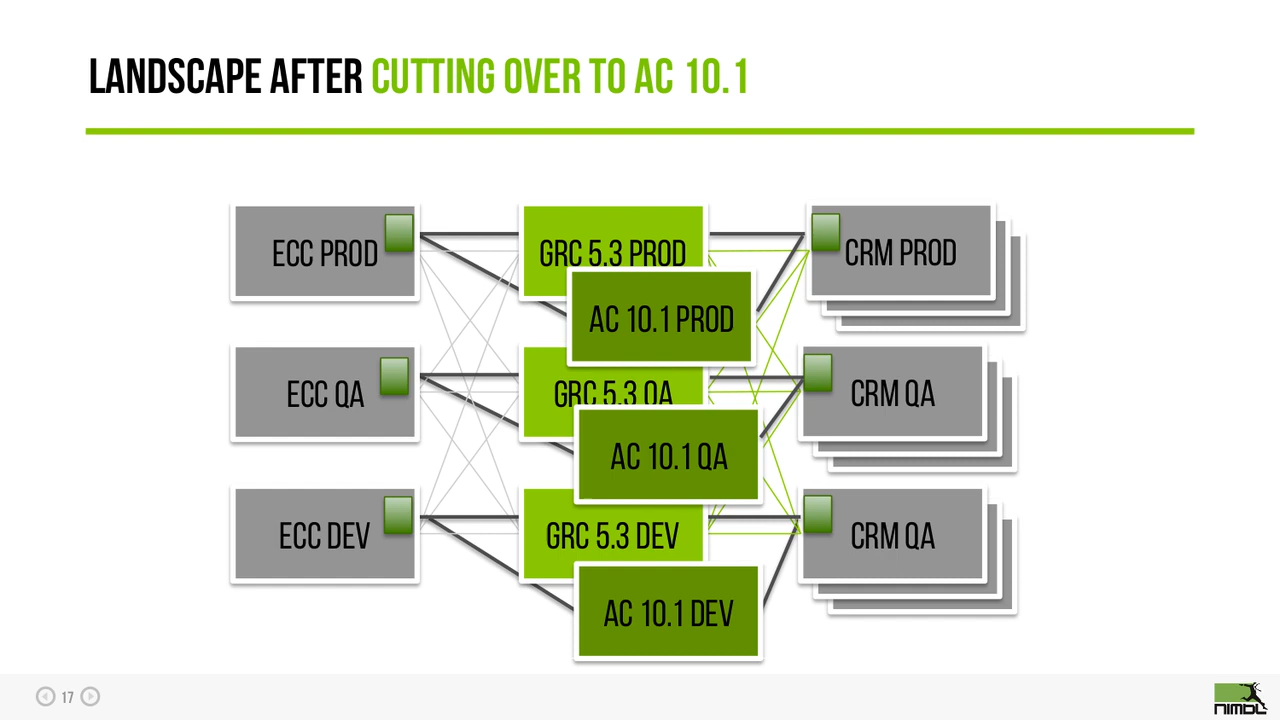 LANDSCAPE AFTER CUTTING OVER TO AC 10.1
ECC PROD
GRC 5.3 PROD
CRM PROD
AC 10.1 PROD
ECC QA
GRC 5.3 QA
CRM QA
AC 10.1 QA
ECC DEV
GRC 5.3 DEV
CRM QA
AC 10.1 DEV
17
NIMBL